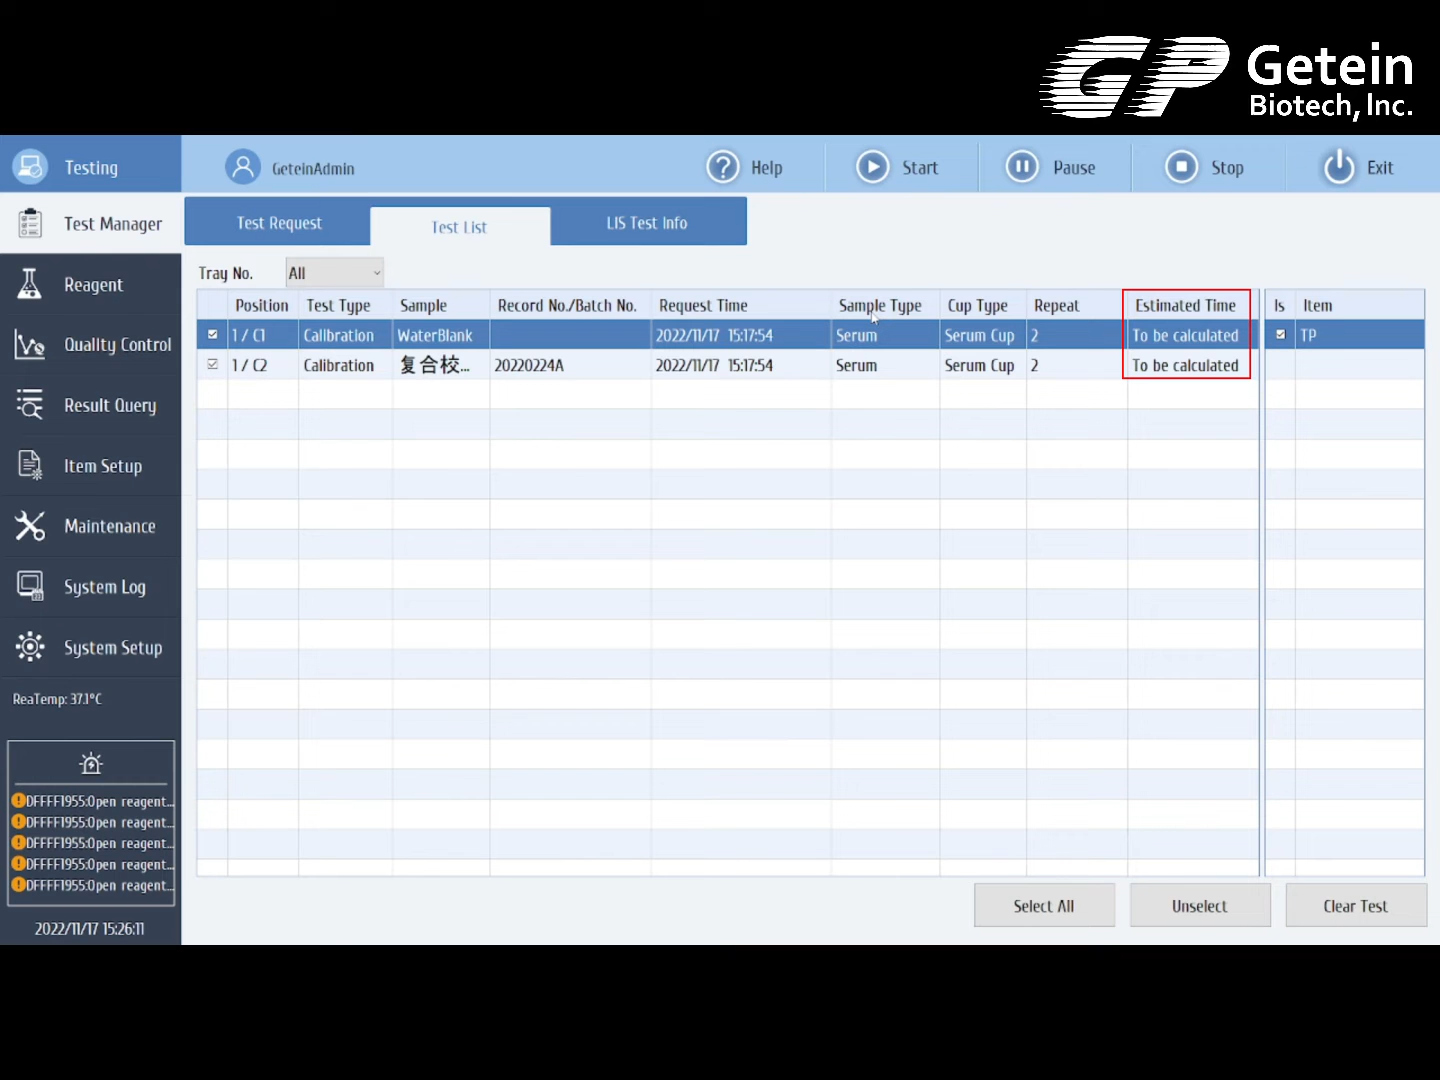 Getein
Biotech, Inc.
Testing
GeteinAdmin
Help
Start
Pause
Stop
Exit
Test Manager
Test Request
Test List
LIS Test Info
Tray No.
All
Reagent
Quality Control
Result Query
Item Setup
Maintenance
System Log
System Setup
Position Test Type Sample Record No./Batch No. Request Time Sample Type Cup Type Repeat Estimated Time Is Item
1 / C1 Calibration WaterBlank 2022/11/17 15:17:54 Serum Serum Cup 2 To be calculated TP
1 / C2 Calibration 复合校... 20220224A 2022/11/17 15:17:54 Serum Serum Cup 2 To be calculated
ReaTemp: 37.1°C
DFFFF1955:Open reagent...
DFFFF1955:Open reagent...
DFFFF1955:Open reagent...
DFFFF1955:Open reagent...
DFFFF1955:Open reagent...
2022/11/17 15:26:11
Select All
Unselect
Clear Test